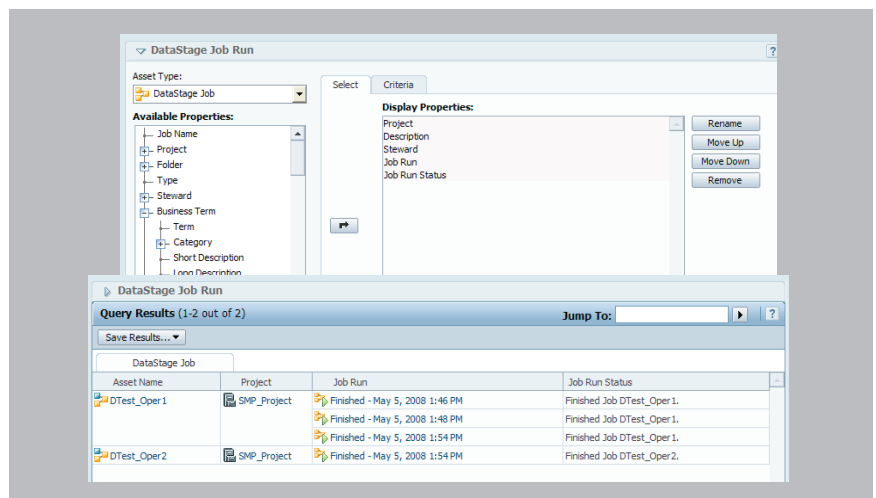 DataStage Job Run
?
Asset Type:
DataStage Job
Available Properties:
Job Name
Project
Folder
Type
Steward
Business Term
Term
Category
Short Description
Long Description
Select Criteria
Display Properties:
Project
Description
Steward
Job Run
Job Run Status
Rename
Move Up
Move Down
Remove
DataStage Job Run
Query Results (1-2 out of 2) Jump To: ?
Save Results...
DataStage Job
Asset Name Project Job Run Job Run Status
DTest_Oper1 SMP_Project Finished - May 5, 2008 1:46 PM Finished Job DTest_Oper1.
Finished - May 5, 2008 1:48 PM Finished Job DTest_Oper1.
Finished - May 5, 2008 1:54 PM Finished Job DTest_Oper1.
DTest_Oper2 SMP_Project Finished - May 5, 2008 1:54 PM Finished Job DTest_Oper2.